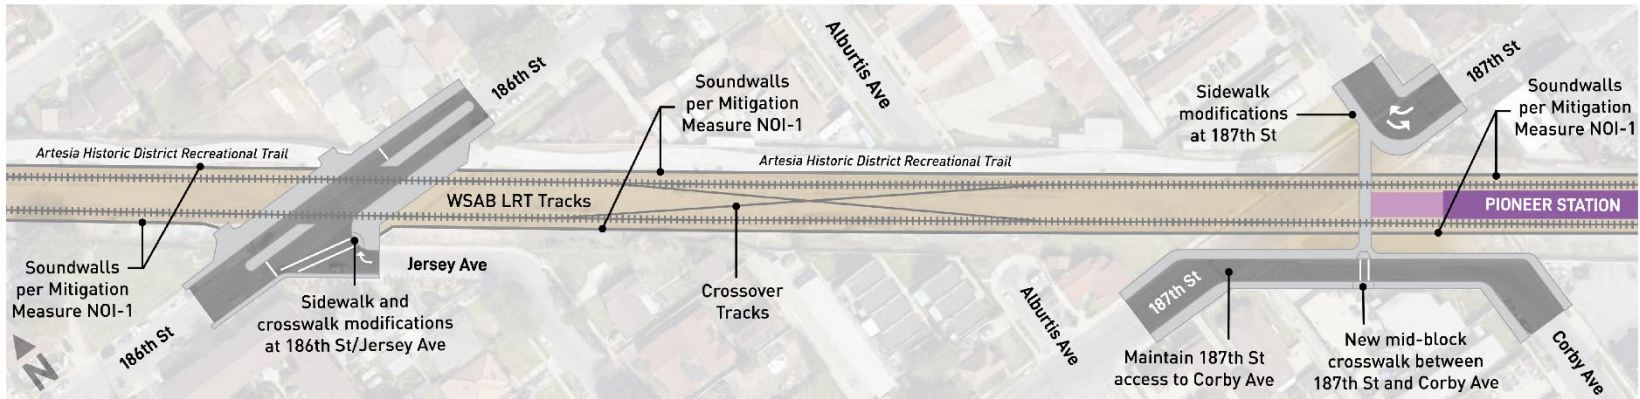 186th St
Soundwalls
per Mitigation
Measure NOI-1
Alburtis Ave
Sidewalk
modifications
at 187th St
187th St
Soundwalls
per Mitigation
Measure NOI-1
Artesia Historic District Recreational Trail
Artesia Historic District Recreational Trail
WSAB LRT Tracks
PIONEER STATION
Soundwalls
per Mitigation
Measure NOI-1
Jersey Ave
Sidewalk and
crosswalk modifications
at 186th St/Jersey Ave
186th St
Crossover
Tracks
Alburtis Ave
187th St
Maintain 187th St
access to Corby Ave
New mid-block
crosswalk between
187th St and Corby Ave
Corby Ave
N